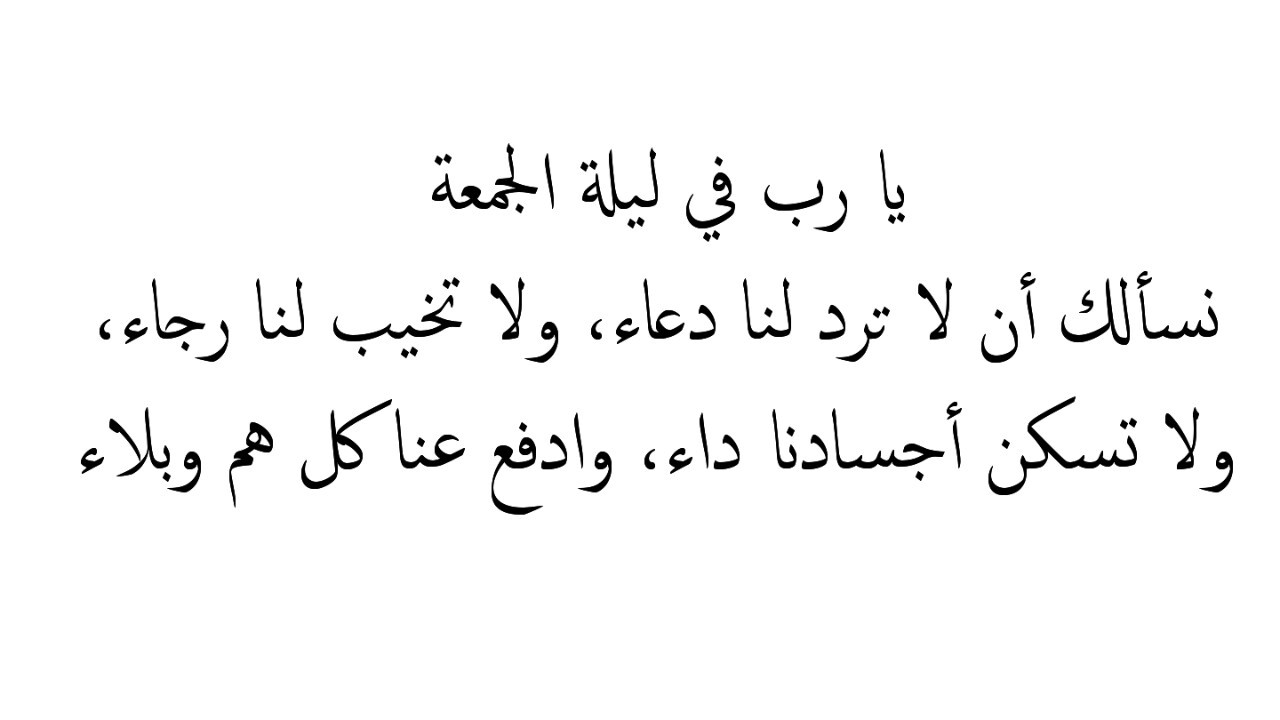 يا رب في ليلة الجمعة
نسألك أن لا ترد لنا دعاء، ولا تخيب لنا رجاء،
ولا تسكن أجسادنا داء، وادفع عنا كل هم وبلاء